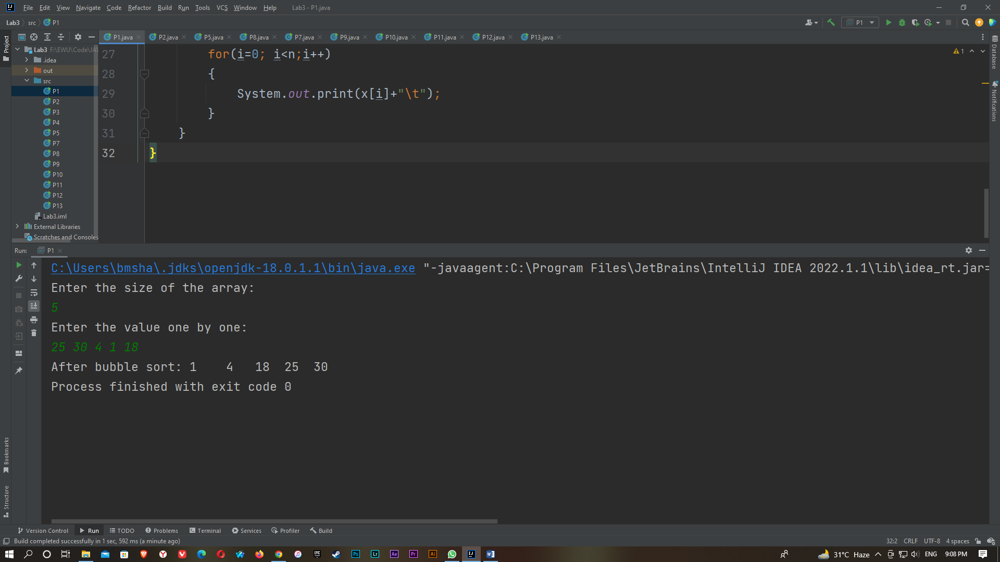 File Edit View Navigate Code Refactor Build Run Tools VCS Window Help Lab3 - P1.java
Lab3 src P1
P1
Project
P1.java P2.java P5.java P8.java P7.java P9.java P10.java P11.java P12.java P13.java
Lab3 F:\EWU\Code\JA
.idea
out
src
P1
P2
P3
P4
P5
P7
P8
P9
P10
P11
P12
P13
Lab3.iml
External Libraries
Scratches and Consoles
27 for(i=0; i<n;i++)
28 {
29 System.out.print(x[i]+"\t");
30 }
31 }
32 }
1
Database
Notifications
Run: P1
C:\Users\bmsha\.jdks\openjdk-18.0.1.1\bin\java.exe "-javaagent:C:\Program Files\JetBrains\IntelliJ IDEA 2022.1.1\lib\idea_rt.jar=
Enter the size of the array:
5
Enter the value one by one:
25 30 4 1 18
After bubble sort: 1 4 18 25 30
Process finished with exit code 0
Bookmarks
Structure
Version Control Run TODO Problems Terminal Services Profiler Build
Build completed successfully in 1 sec, 592 ms (a minute ago)
32:2 CRLF UTF-8 4 spaces
31°C Haze ENG 9:08 PM